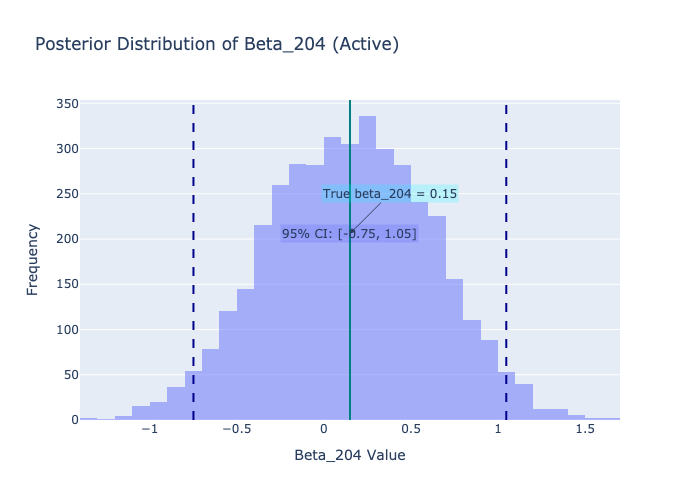 Posterior Distribution of Beta_204 (Active)
350
300
250
200
150
100
50
0
Frequency
True beta_204 = 0.15
95% CI: [-0.75, 1.05]
−1
−0.5
0
0.5
1
1.5
Beta_204 Value